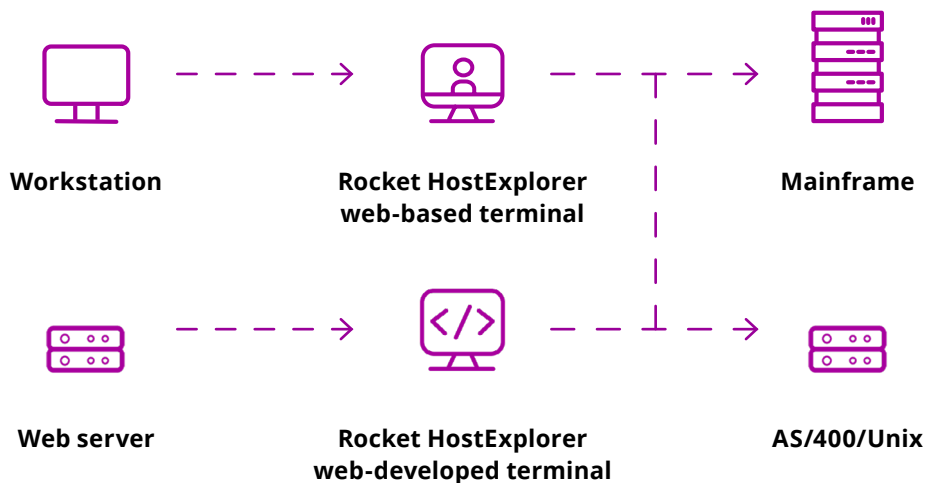 Workstation
Rocket HostExplorer
web-based terminal
Mainframe
Web server
Rocket HostExplorer
web-developed terminal
AS/400/Unix